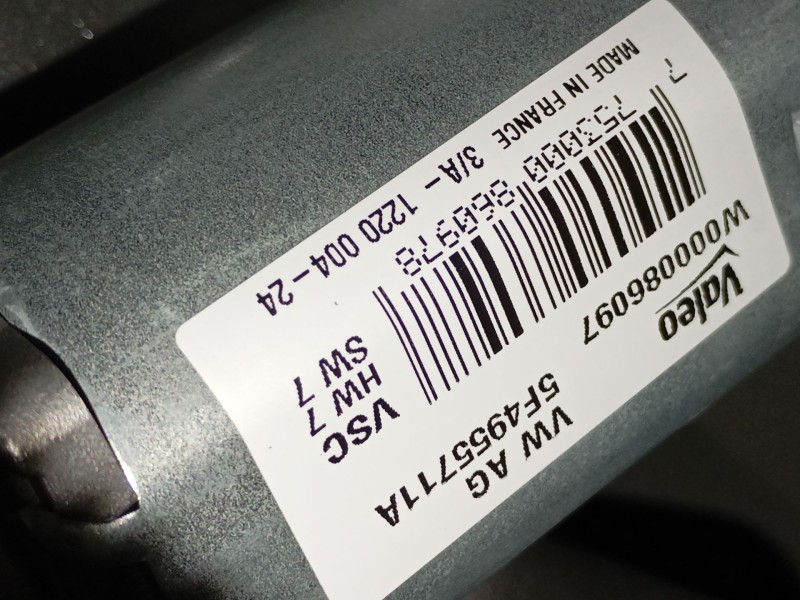 Valeo
W000086097
7 753000 860978
MADE IN FRANCE 3/A - 1220 004-24
VW AG
5F4955711A
VSC
HW 7
SW 7